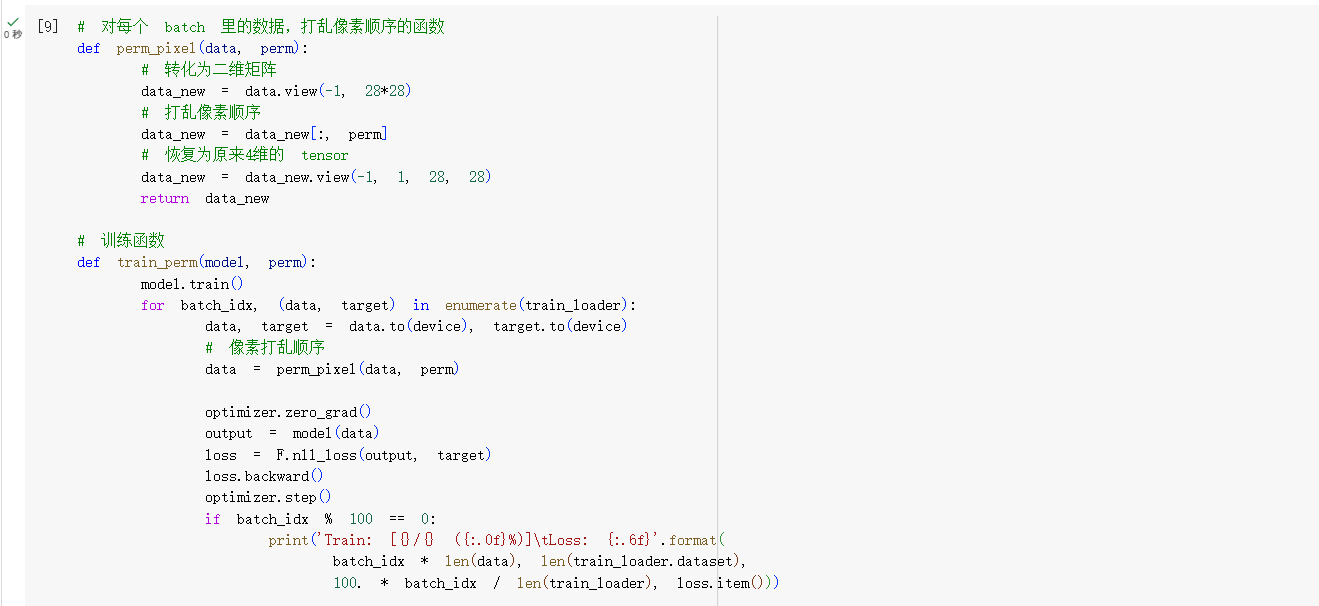 0 秒
[9] # 对每个 batch 里的数据，打乱像素顺序的函数
def perm_pixel(data, perm):
# 转化为二维矩阵
data_new = data.view(-1, 28*28)
# 打乱像素顺序
data_new = data_new[:, perm]
# 恢复为原来4维的 tensor
data_new = data_new.view(-1, 1, 28, 28)
return data_new
# 训练函数
def train_perm(model, perm):
model.train()
for batch_idx, (data, target) in enumerate(train_loader):
data, target = data.to(device), target.to(device)
# 像素打乱顺序
data = perm_pixel(data, perm)
optimizer.zero_grad()
output = model(data)
loss = F.nll_loss(output, target)
loss.backward()
optimizer.step()
if batch_idx % 100 == 0:
print('Train: [{}/{} ({:.0f}%)]\tLoss: {:.6f}'.format(
batch_idx * len(data), len(train_loader.dataset),
100. * batch_idx / len(train_loader), loss.item()))